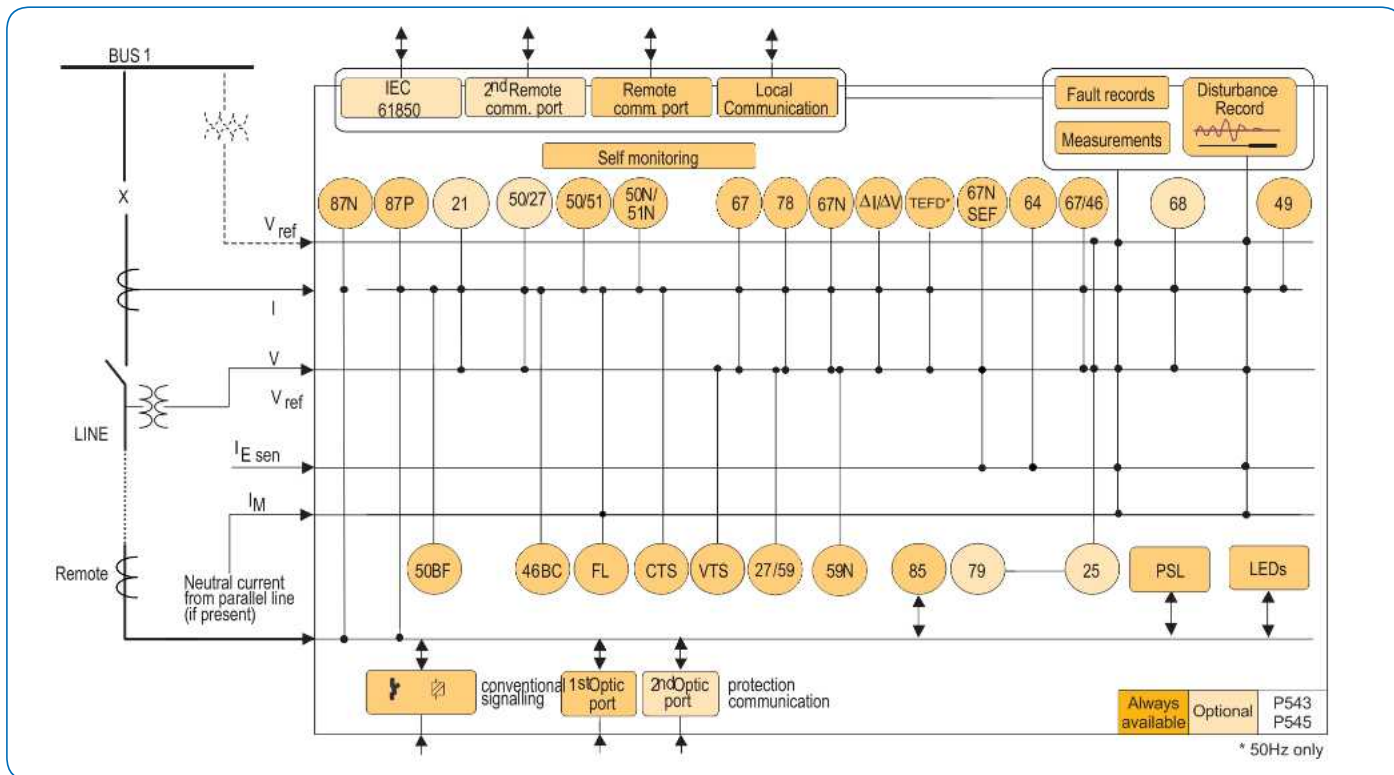 BUS 1
IEC
61850
2nd Remote
comm. port
Remote
comm. port
Local
Communication
Fault records
Measurements
Disturbance
Record
Self monitoring
X
87N
87P
21
50/27
50/51
50N/
51N
67
78
67N
ΔI/ΔV
TEFD*
67N
SEF
64
67/46
68
49
V ref
I
V
V ref
LINE
I E sen
I M
Remote
Neutral current
from parallel line
(if present)
50BF
46BC
FL
CTS
VTS
27/59
59N
85
79
25
PSL
LEDs
conventional
signalling
1st Optic
port
2nd Optic
port
protection
communication
Always
available
Optional
P543
P545
* 50Hz only